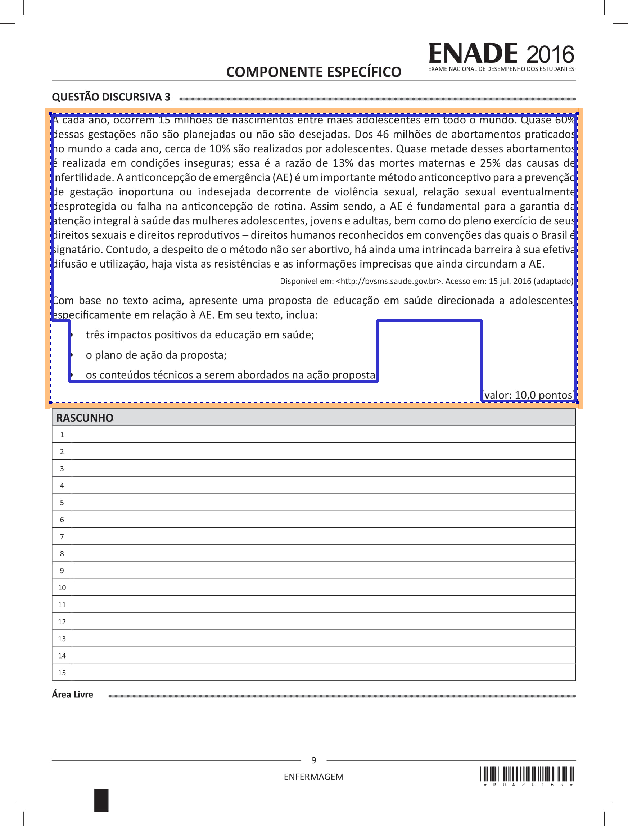 ENADE 2016
EXAME NACIONAL DE DESEMPENHO DOS ESTUDANTES
COMPONENTE ESPECÍFICO
QUESTÃO DISCURSIVA 3
A cada ano, ocorrem 15 milhões de nascimentos entre mães adolescentes em todo o mundo. Quase 60%
dessas gestações não são planejadas ou não são desejadas. Dos 46 milhões de abortamentos praticados
no mundo a cada ano, cerca de 10% são realizados por adolescentes. Quase metade desses abortamentos
é realizada em condições inseguras; essa é a razão de 13% das mortes maternas e 25% das causas de
infertilidade. A anticoncepção de emergência (AE) é um importante método anticonceptivo para a prevenção
de gestação inoportuna ou indesejada decorrente de violência sexual, relação sexual eventualmente
desprotegida ou falha na anticoncepção de rotina. Assim sendo, a AE é fundamental para a garantia da
atenção integral à saúde das mulheres adolescentes, jovens e adultas, bem como do pleno exercício de seus
direitos sexuais e direitos reprodutivos – direitos humanos reconhecidos em convenções das quais o Brasil é
signatário. Contudo, a despeito de o método não ser abortivo, há ainda uma intrincada barreira à sua efetiva
difusão e utilização, haja vista as resistências e as informações imprecisas que ainda circundam a AE.
Disponível em: <http://bvsms.saude.gov.br>. Acesso em: 15 jul. 2016 (adaptado).
Com base no texto acima, apresente uma proposta de educação em saúde direcionada a adolescentes,
especificamente em relação à AE. Em seu texto, inclua:
• três impactos positivos da educação em saúde;
• o plano de ação da proposta;
• os conteúdos técnicos a serem abordados na ação proposta.
(valor: 10,0 pontos)
RASCUNHO
1
2
3
4
5
6
7
8
9
10
11
12
13
14
15
Área Livre
9
ENFERMAGEM